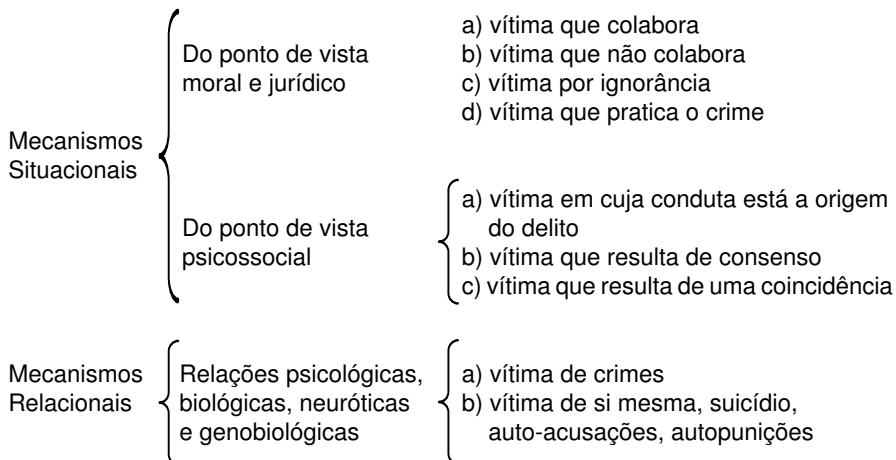 Mecanismos
Situacionais
Do ponto de vista
moral e jurídico
a) vítima que colabora
b) vítima que não colabora
c) vítima por ignorância
d) vítima que pratica o crime
Do ponto de vista
psicossocial
a) vítima em cuja conduta está a origem
do delito
b) vítima que resulta de consenso
c) vítima que resulta de uma coincidência
Mecanismos
Relacionais
Relações psicológicas,
biológicas, neuróticas
e genobiológicas
a) vítima de crimes
b) vítima de si mesma, suicídio,
auto-acusações, autopunições